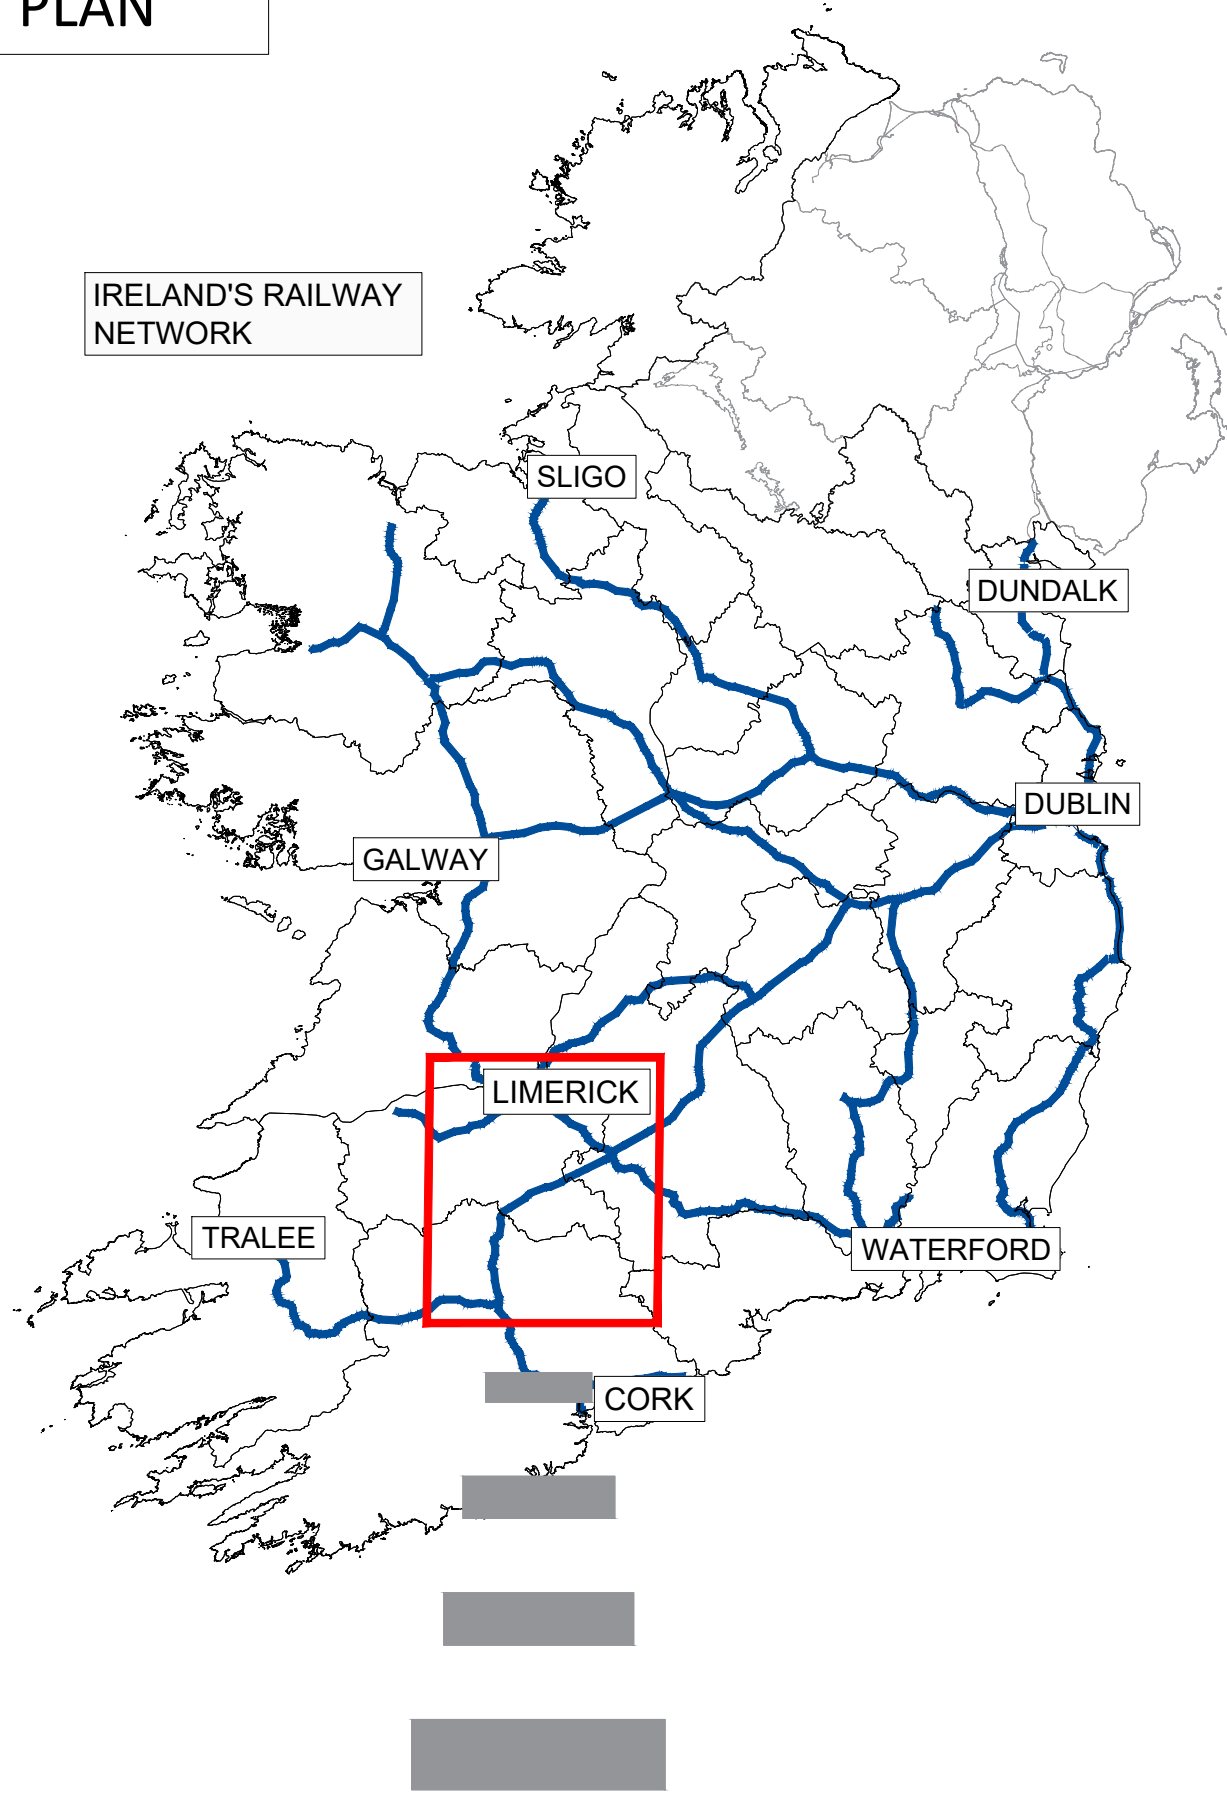 PLAN
IRELAND'S RAILWAY
NETWORK
SLIGO
DUNDALK
DUBLIN
GALWAY
LIMERICK
TRALEE
WATERFORD
CORK